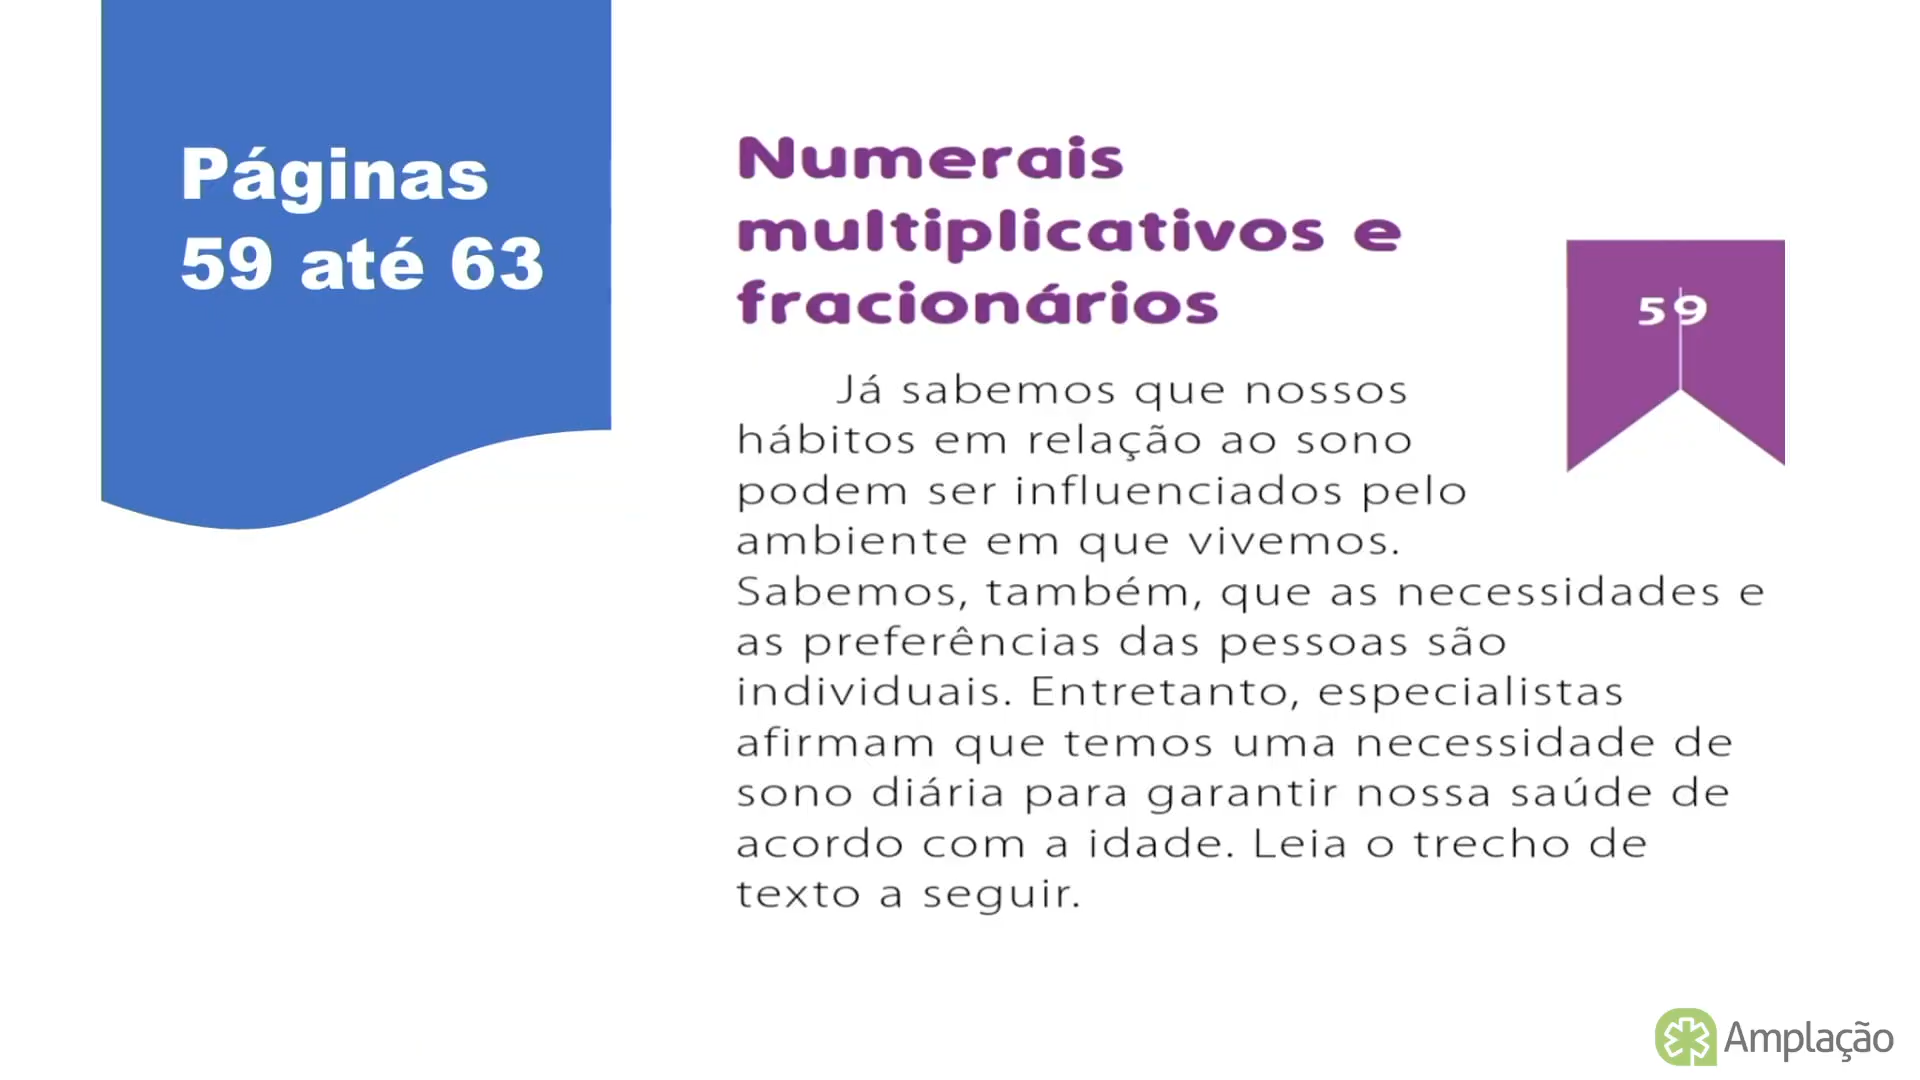 Páginas
59 até 63
Numerais
multiplicativos e
fracionários
59
Já sabemos que nossos
hábitos em relação ao sono
podem ser influenciados pelo
ambiente em que vivemos.
Sabemos, também, que as necessidades e
as preferências das pessoas são
individuais. Entretanto, especialistas
afirmam que temos uma necessidade de
sono diária para garantir nossa saúde de
acordo com a idade. Leia o trecho de
texto a seguir.
Amplação